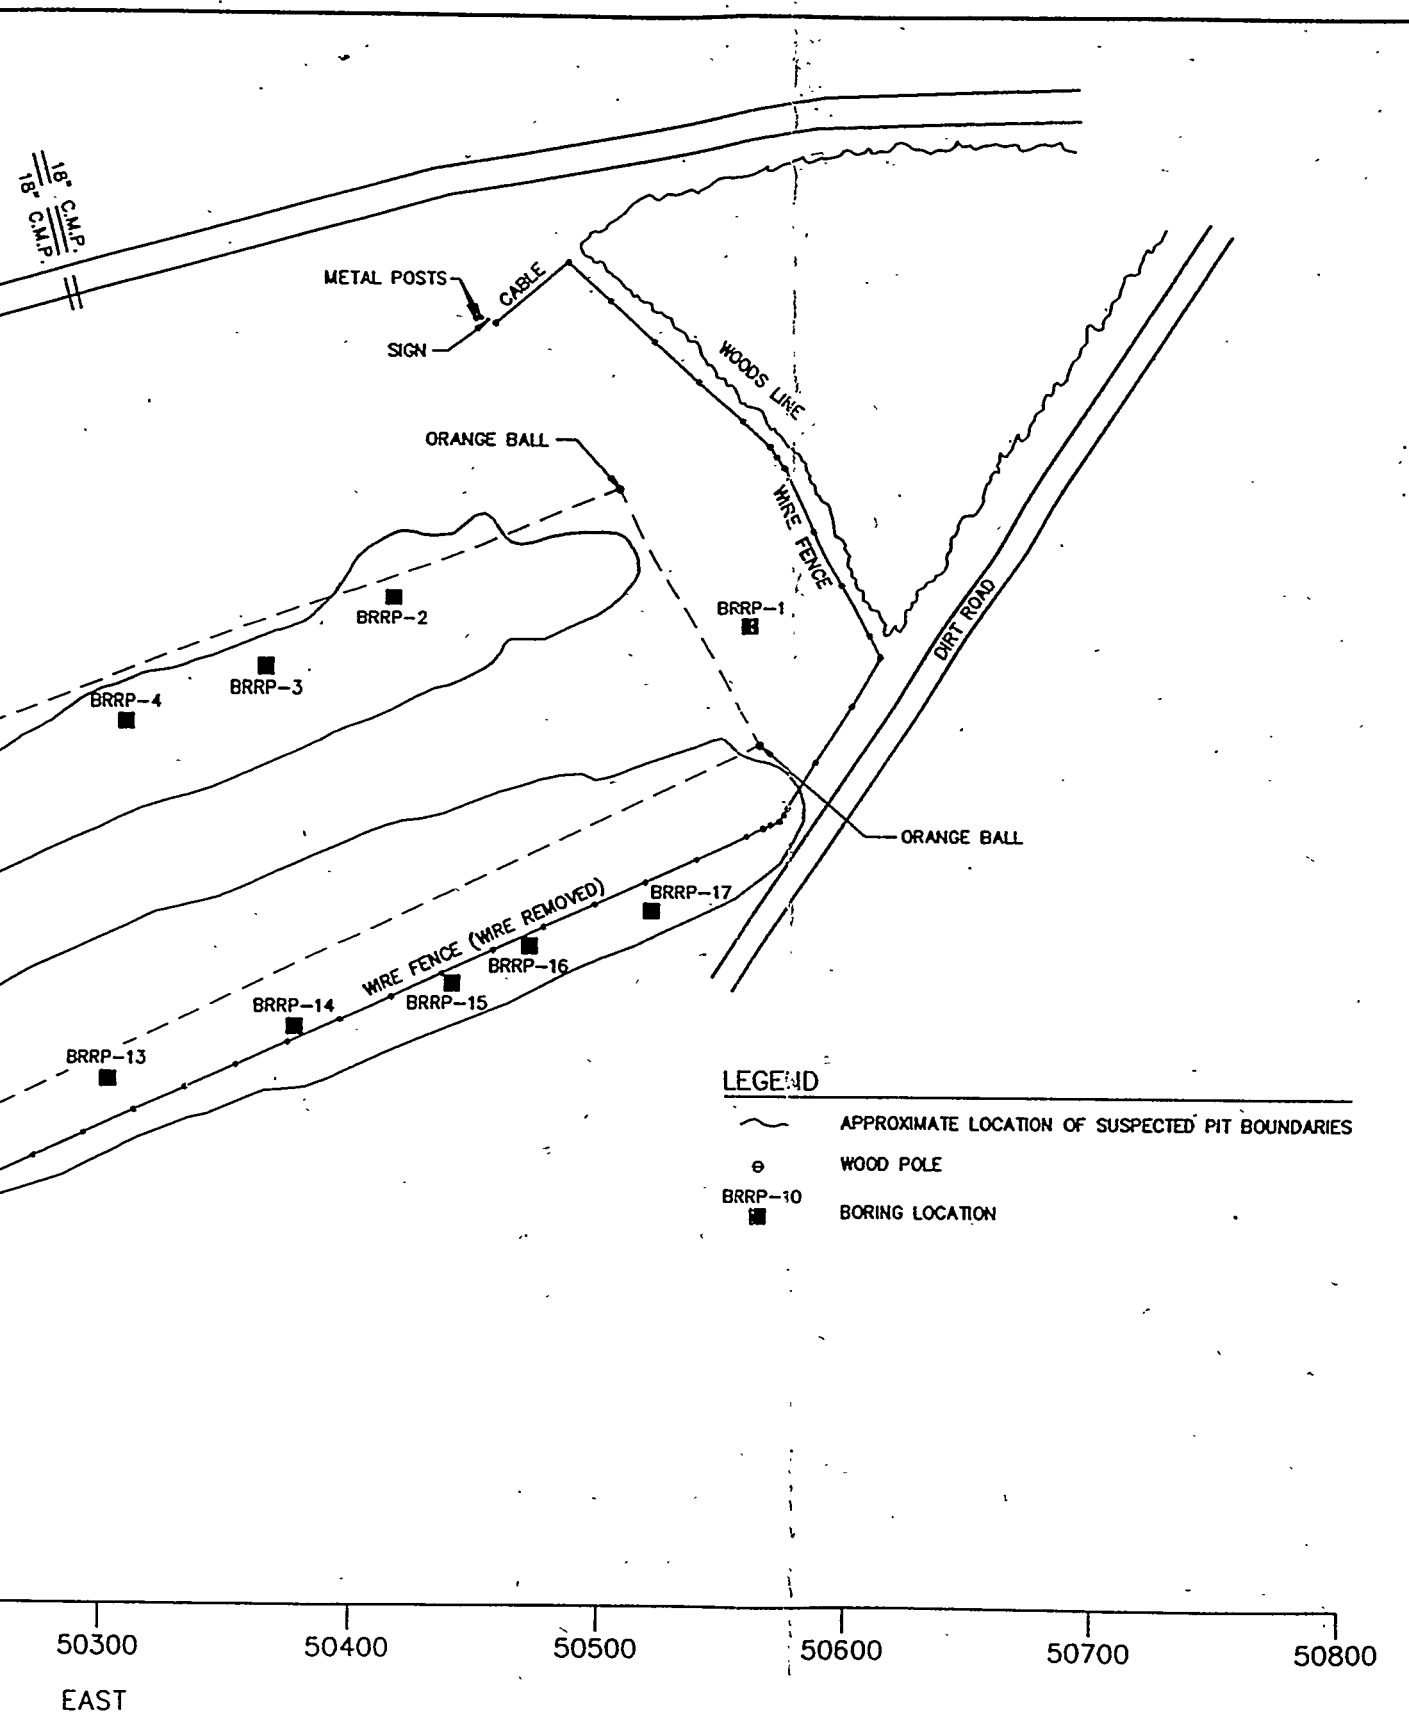 18" C.M.P.
18" C.M.P.
METAL POSTS
CABLE
SIGN
WOODS LINE
ORANGE BALL
WIRE FENCE
DIRT ROAD
BRRP-1
BRRP-2
BRRP-3
BRRP-4
ORANGE BALL
BRRP-17
WIRE FENCE (WIRE REMOVED)
BRRP-16
BRRP-15
BRRP-14
BRRP-13
LEGEND
APPROXIMATE LOCATION OF SUSPECTED PIT BOUNDARIES
WOOD POLE
BRRP-10
BORING LOCATION
50300 50400 50500 50600 50700 50800
EAST